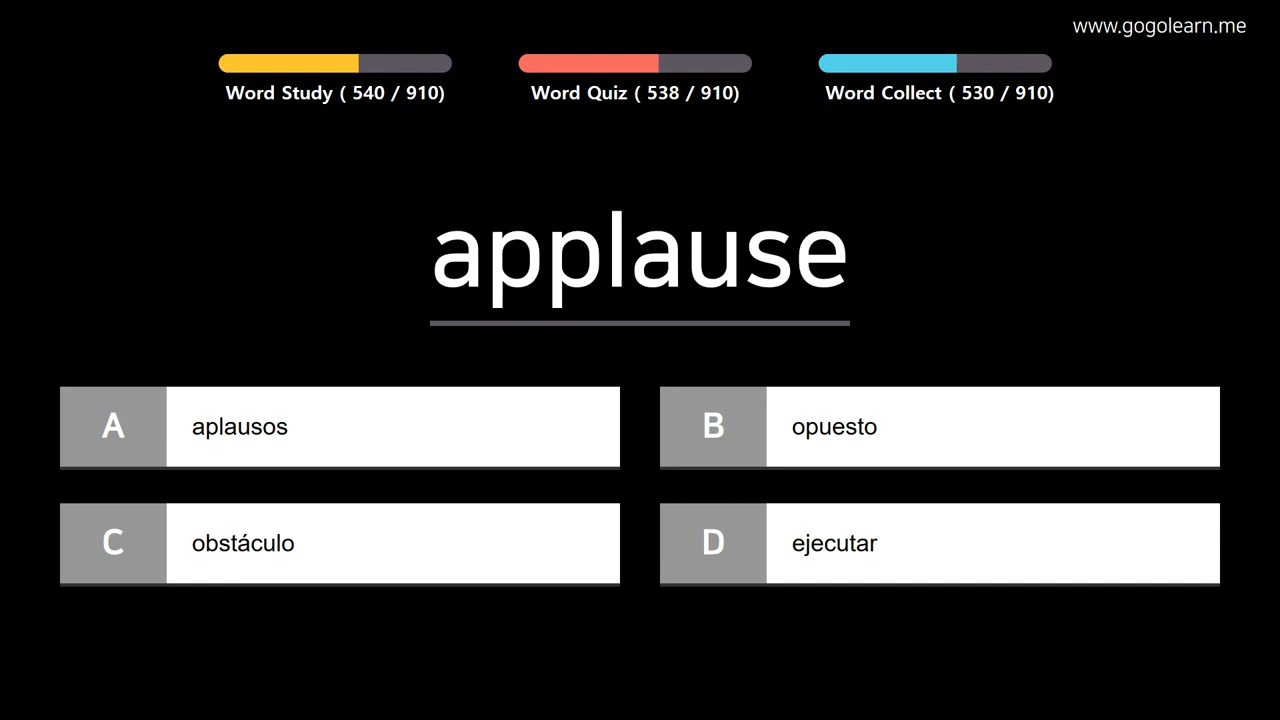 www.gogolearn.me
Word Study ( 540 / 910)
Word Quiz ( 538 / 910)
Word Collect ( 530 / 910)
applause
A aplausos
B opuesto
C obstáculo
D ejecutar